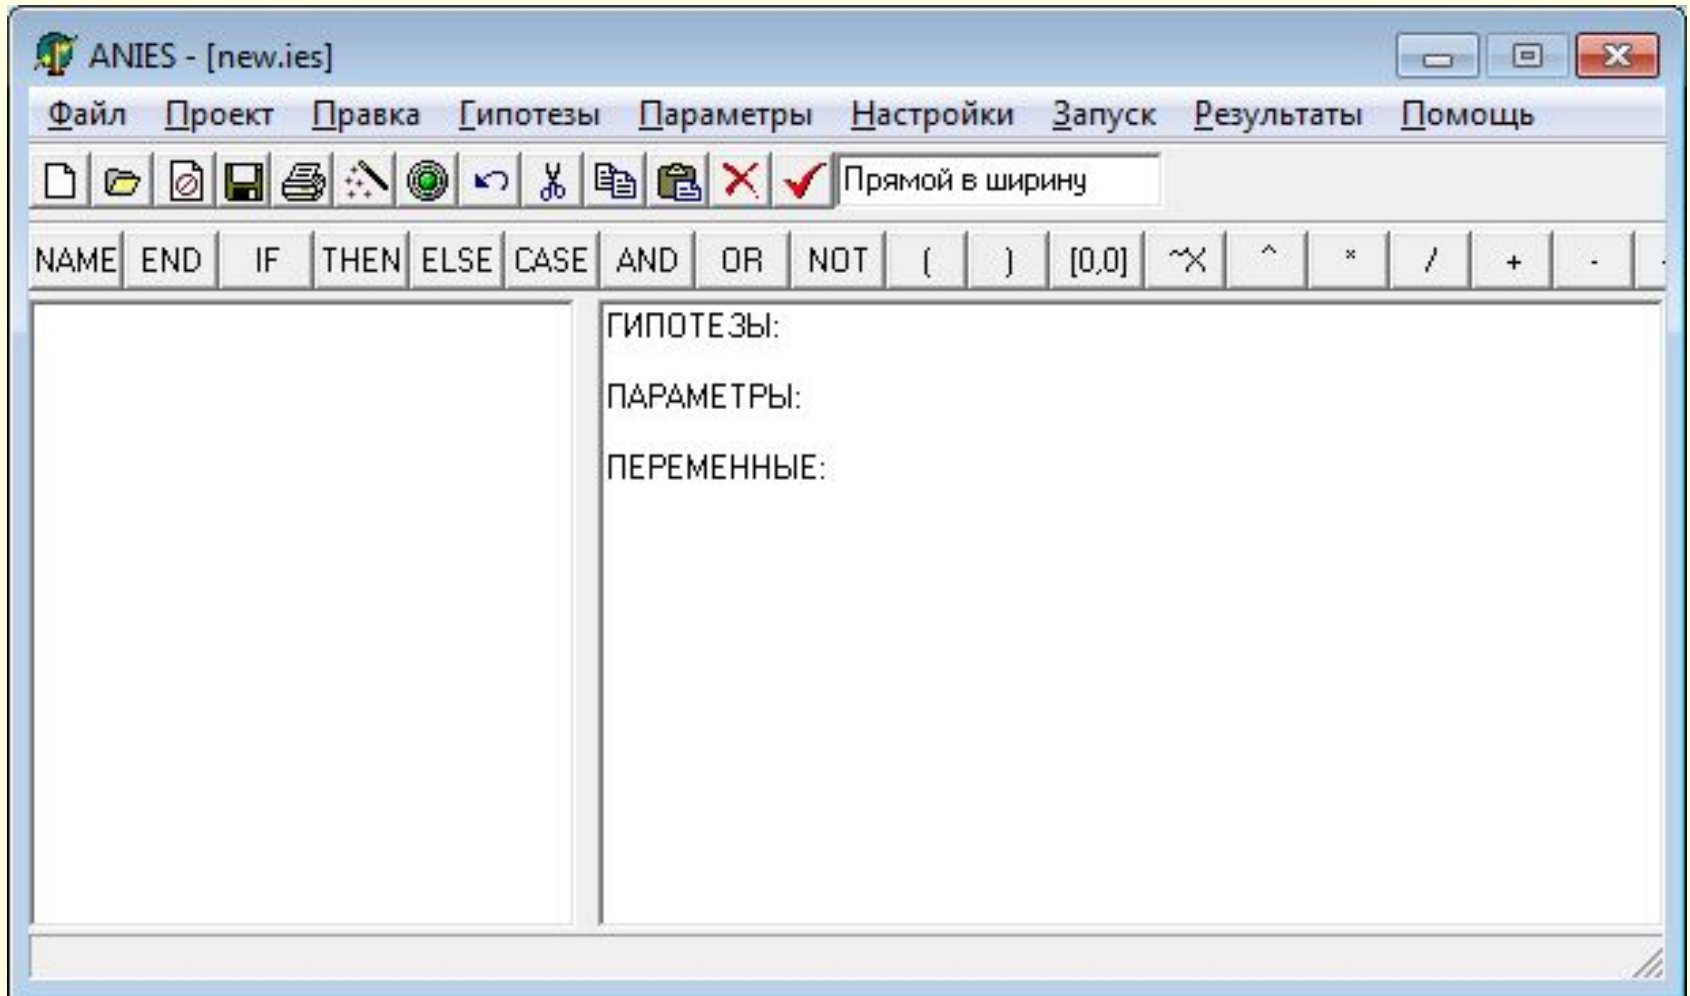 ANIES - [new.ies]
Файл Проект Правка Гипотезы Параметры Настройки Запуск Результаты Помощь
Прямой в ширину
NAME END IF THEN ELSE CASE AND OR NOT ( ) [0,0] ~X ^ * / + -
ГИПОТЕЗЫ:
ПАРАМЕТРЫ:
ПЕРЕМЕННЫЕ: